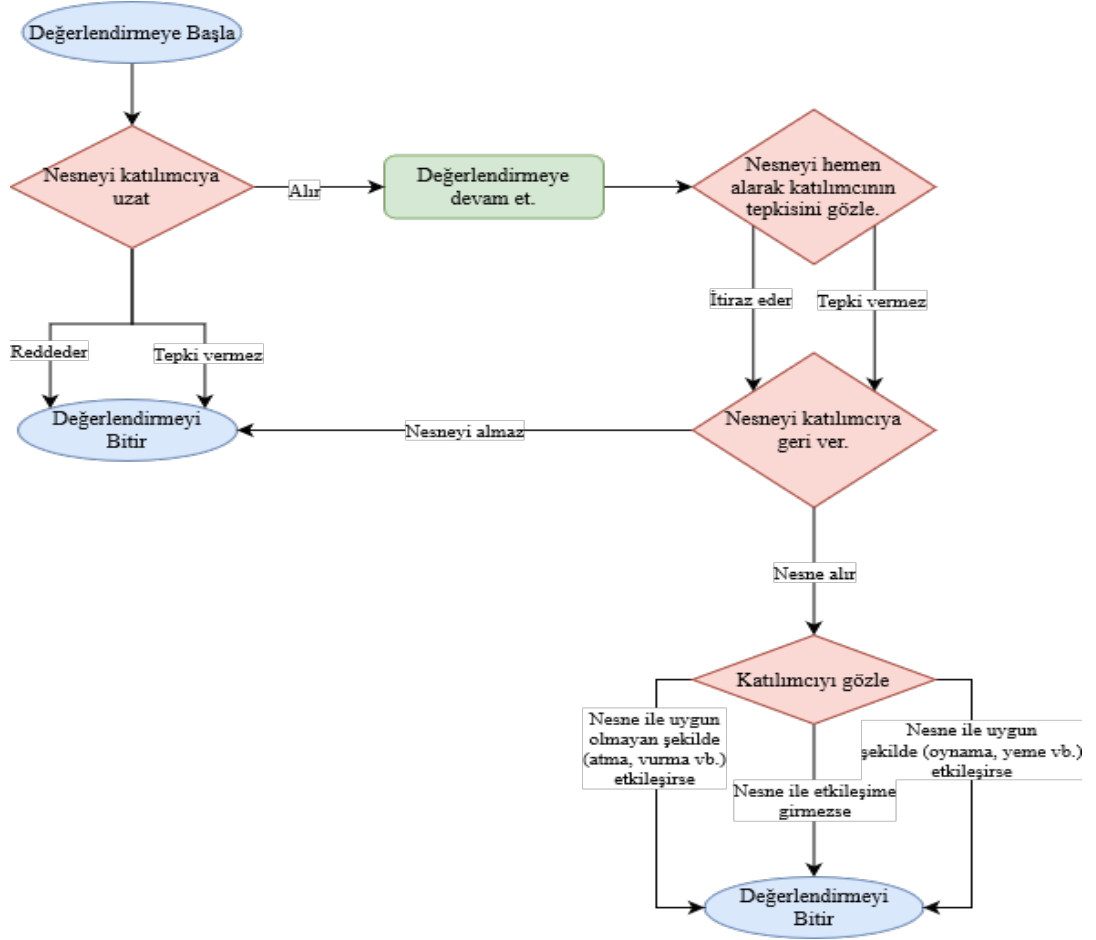 Değerlendirmeye Başla
Nesneyi katılımcıya
uzat
Alır
Değerlendirmeye
devam et.
Nesneyi hemen
alarak katılımcının
tepkisini gözle.
İtiraz eder
Tepki vermez
Reddeder
Tepki vermez
Değerlendirmeyi
Bitir
Nesneyi almaz
Nesneyi katılımcıya
geri ver.
Nesne alır
Katılımcıyı gözle
Nesne ile uygun
olmayan şekilde
(atma, vurma vb.)
etkileşirse
Nesne ile etkileşime
girmezse
Nesne ile uygun
şekilde (oynama, yeme vb.)
etkileşirse
Değerlendirmeyi
Bitir